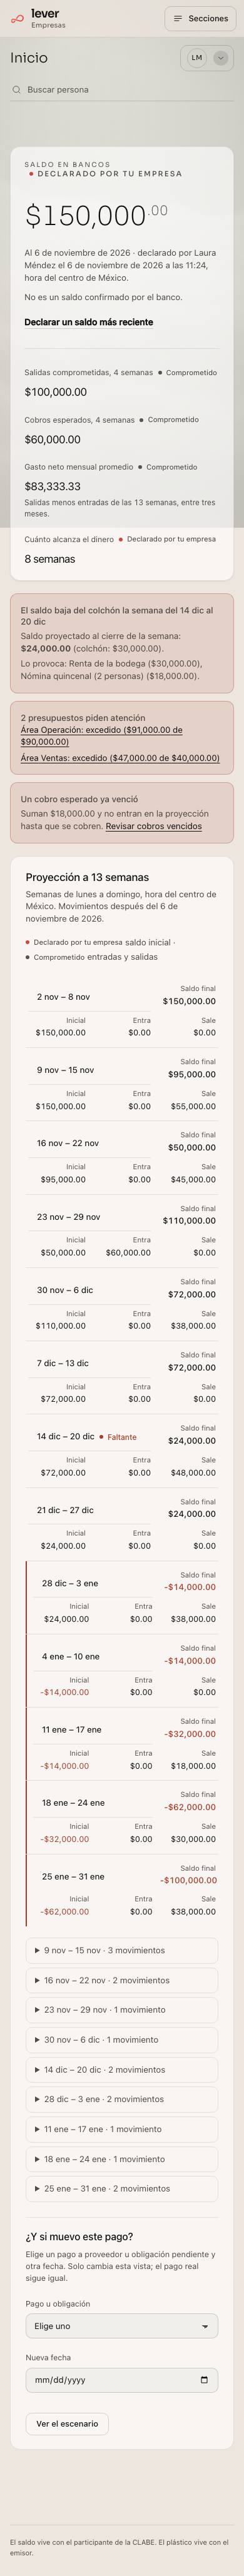 lever
Empresas
Secciones
Inicio
LM
Buscar persona
SALDO EN BANCOS
DECLARADO POR TU EMPRESA
$150,000.00
Al 6 de noviembre de 2026 · declarado por Laura
Méndez el 6 de noviembre de 2026 a las 11:24,
hora del centro de México.
No es un saldo confirmado por el banco.
Declarar un saldo más reciente
Salidas comprometidas, 4 semanas Comprometido
$100,000.00
Cobros esperados, 4 semanas Comprometido
$60,000.00
Gasto neto mensual promedio Comprometido
$83,333.33
Salidas menos entradas de las 13 semanas, entre tres
meses.
Cuánto alcanza el dinero Declarado por tu empresa
8 semanas
El saldo baja del colchón la semana del 14 dic al
20 dic
Saldo proyectado al cierre de la semana:
$24,000.00 (colchón: $30,000.00).
Lo provoca: Renta de la bodega ($30,000.00),
Nómina quincenal (2 personas) ($18,000.00).
2 presupuestos piden atención
Área Operación: excedido ($91,000.00 de
$90,000.00)
Área Ventas: excedido ($47,000.00 de $40,000.00)
Un cobro esperado ya venció
Suman $18,000.00 y no entran en la proyección
hasta que se cobren. Revisar cobros vencidos
Proyección a 13 semanas
Semanas de lunes a domingo, hora del centro de
México. Movimientos después del 6 de
noviembre de 2026.
Declarado por tu empresa saldo inicial ·
Comprometido entradas y salidas
2 nov – 8 nov
Saldo final
$150,000.00
Inicial Entra Sale
$150,000.00 $0.00 $0.00
9 nov – 15 nov
Saldo final
$95,000.00
Inicial Entra Sale
$150,000.00 $0.00 $55,000.00
16 nov – 22 nov
Saldo final
$50,000.00
Inicial Entra Sale
$95,000.00 $0.00 $45,000.00
23 nov – 29 nov
Saldo final
$110,000.00
Inicial Entra Sale
$50,000.00 $60,000.00 $0.00
30 nov – 6 dic
Saldo final
$72,000.00
Inicial Entra Sale
$110,000.00 $0.00 $38,000.00
7 dic – 13 dic
Saldo final
$72,000.00
Inicial Entra Sale
$72,000.00 $0.00 $0.00
14 dic – 20 dic Faltante
Saldo final
$24,000.00
Inicial Entra Sale
$72,000.00 $0.00 $48,000.00
21 dic – 27 dic
Saldo final
$24,000.00
Inicial Entra Sale
$24,000.00 $0.00 $0.00
28 dic – 3 ene
Saldo final
-$14,000.00
Inicial Entra Sale
$24,000.00 $0.00 $38,000.00
4 ene – 10 ene
Saldo final
-$14,000.00
Inicial Entra Sale
-$14,000.00 $0.00 $0.00
11 ene – 17 ene
Saldo final
-$32,000.00
Inicial Entra Sale
-$14,000.00 $0.00 $18,000.00
18 ene – 24 ene
Saldo final
-$62,000.00
Inicial Entra Sale
-$32,000.00 $0.00 $30,000.00
25 ene – 31 ene
Saldo final
-$100,000.00
Inicial Entra Sale
-$62,000.00 $0.00 $38,000.00
9 nov – 15 nov · 3 movimientos
16 nov – 22 nov · 2 movimientos
23 nov – 29 nov · 1 movimiento
30 nov – 6 dic · 1 movimiento
14 dic – 20 dic · 2 movimientos
28 dic – 3 ene · 2 movimientos
11 ene – 17 ene · 1 movimiento
18 ene – 24 ene · 1 movimiento
25 ene – 31 ene · 2 movimientos
¿Y si muevo este pago?
Elige un pago a proveedor u obligación pendiente y
otra fecha. Solo cambia esta vista; el pago real
sigue igual.
Pago u obligación
Elige uno
Nueva fecha
mm/dd/yyyy
Ver el escenario
El saldo vive con el participante de la CLABE. El plástico vive con el
emisor.